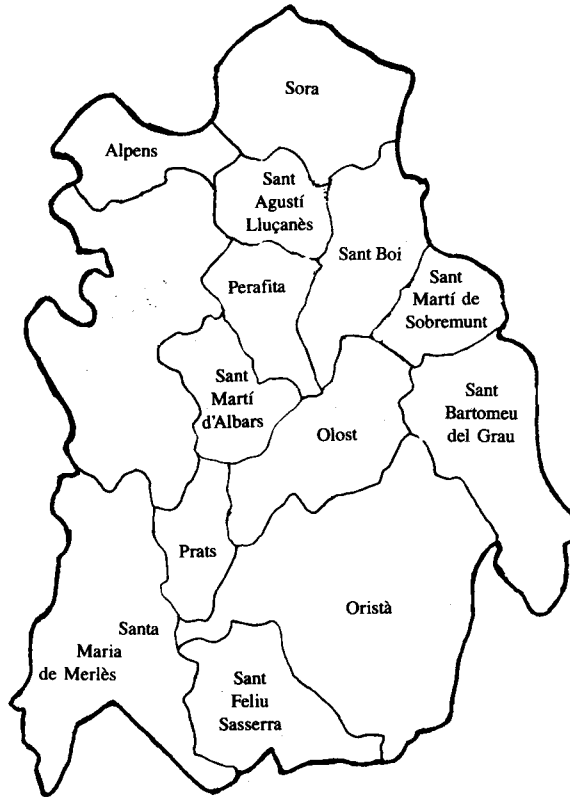 Sora
Alpens
Sant
Agustí
Lluçanès
Sant Boi
Perafita
Sant
Martí de
Sobremunt
Sant
Martí
d'Albars
Sant
Bartomeu
del Grau
Olost
Prats
Oristà
Santa
Maria
de Merlès
Sant
Feliu
Sasserra